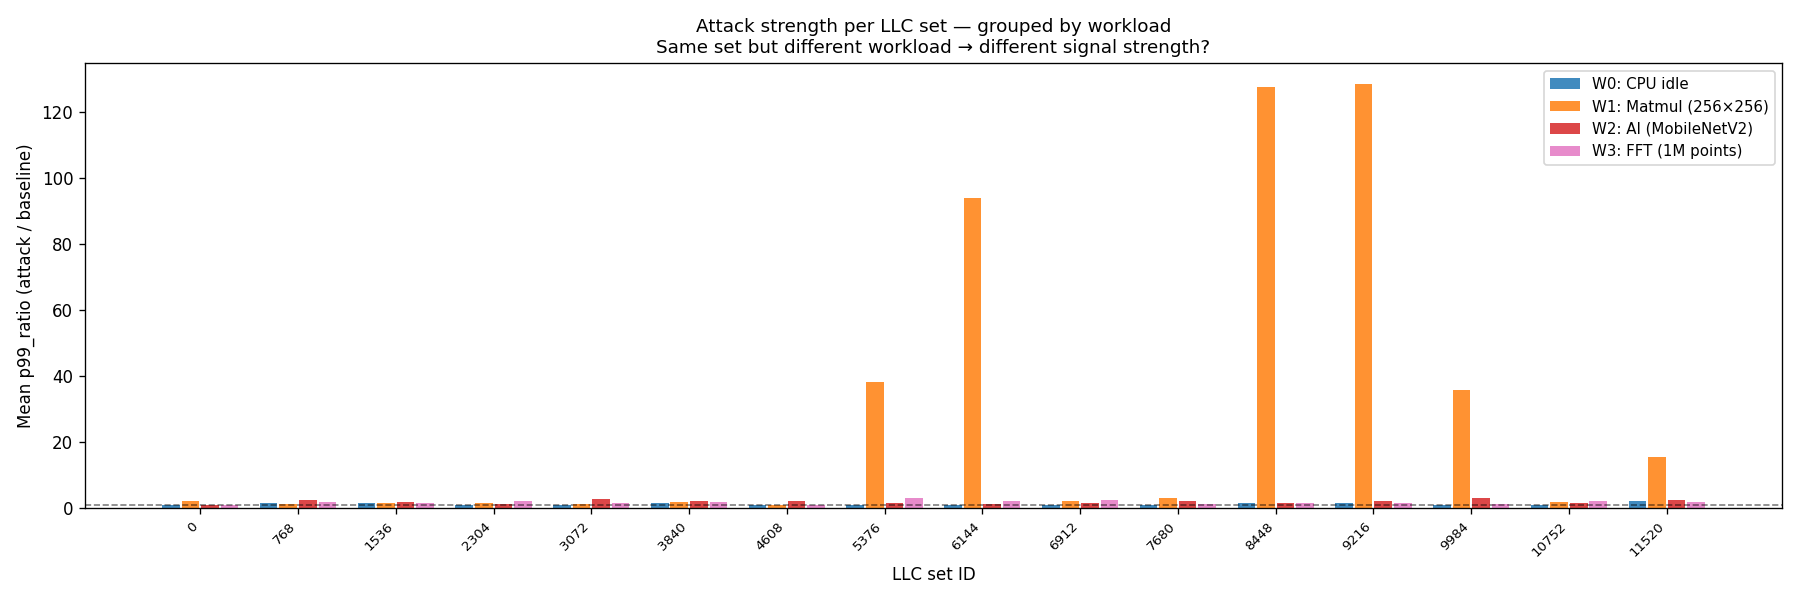 Attack strength per LLC set — grouped by workload
Same set but different workload → different signal strength?
W0: CPU idle
W1: Matmul (256×256)
W2: AI (MobileNetV2)
W3: FFT (1M points)
Mean p99_ratio (attack / baseline)
120
100
80
60
40
20
0
0
768
1536
2304
3072
3840
4608
5376
6144
6912
7680
8448
9216
9984
10752
11520
LLC set ID